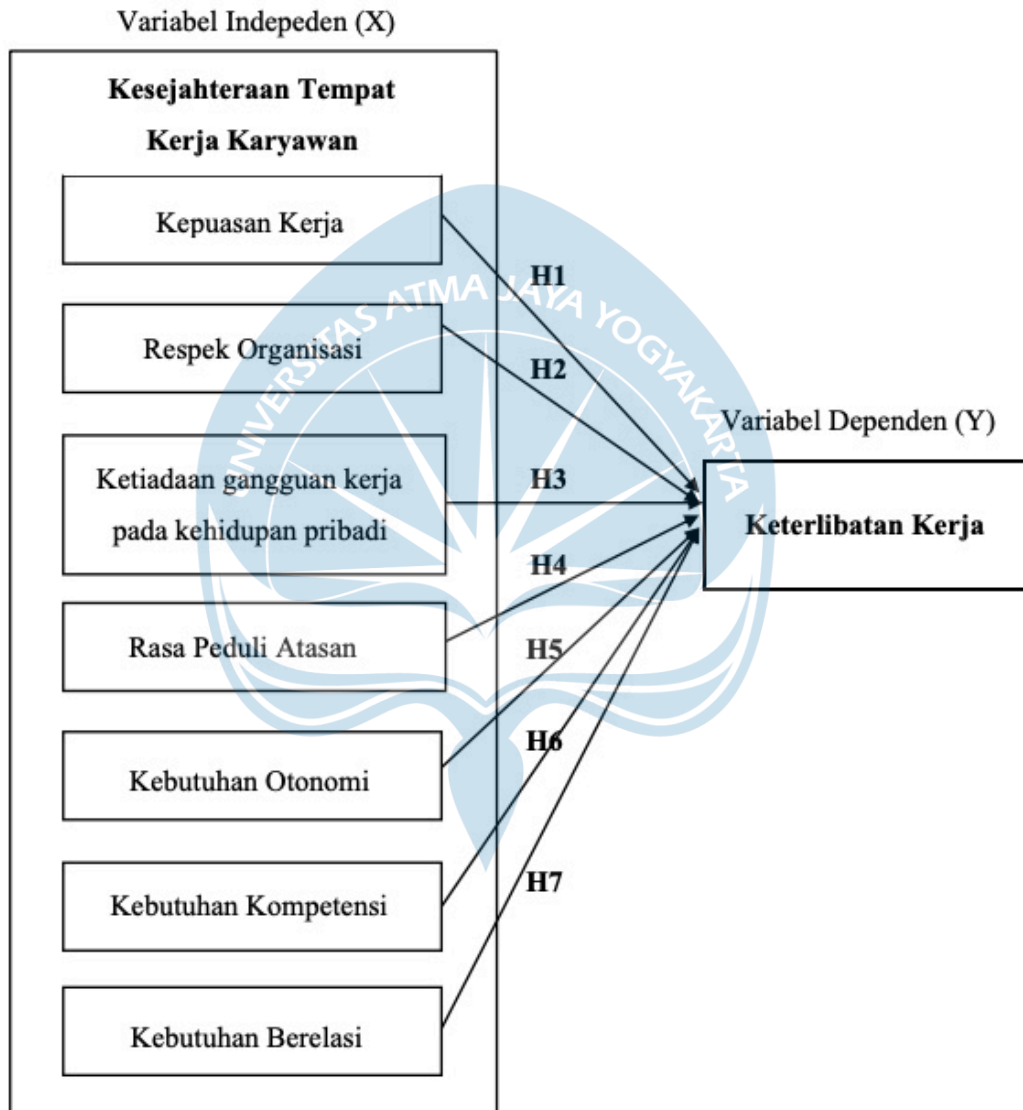 Variabel Indepeden (X)
Kesejahteraan Tempat
Kerja Karyawan
Kepuasan Kerja
H1
UNIVERSITAS ATMA JAYA YOGYAKARTA
Respek Organisasi
H2
Variabel Dependen (Y)
Ketiadaan gangguan kerja
pada kehidupan pribadi
H3
Keterlibatan Kerja
H4
Rasa Peduli Atasan
H5
Kebutuhan Otonomi
H6
Kebutuhan Kompetensi
H7
Kebutuhan Berelasi